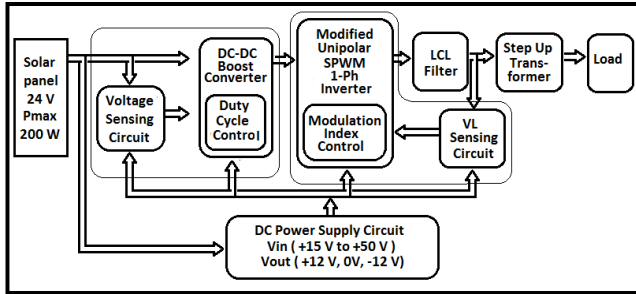 Solar
panel
24 V
Pmax
200 W
Voltage
Sensing
Circuit
DC-DC
Boost
Converter
Duty
Cycle
Control
Modified
Unipolar
SPWM
1-Ph
Inverter
Modulation
Index
Control
LCL
Filter
Step Up
Trans-
former
Load
VL
Sensing
Circuit
DC Power Supply Circuit
Vin ( +15 V to +50 V )
Vout (+12 V, 0V, -12 V)